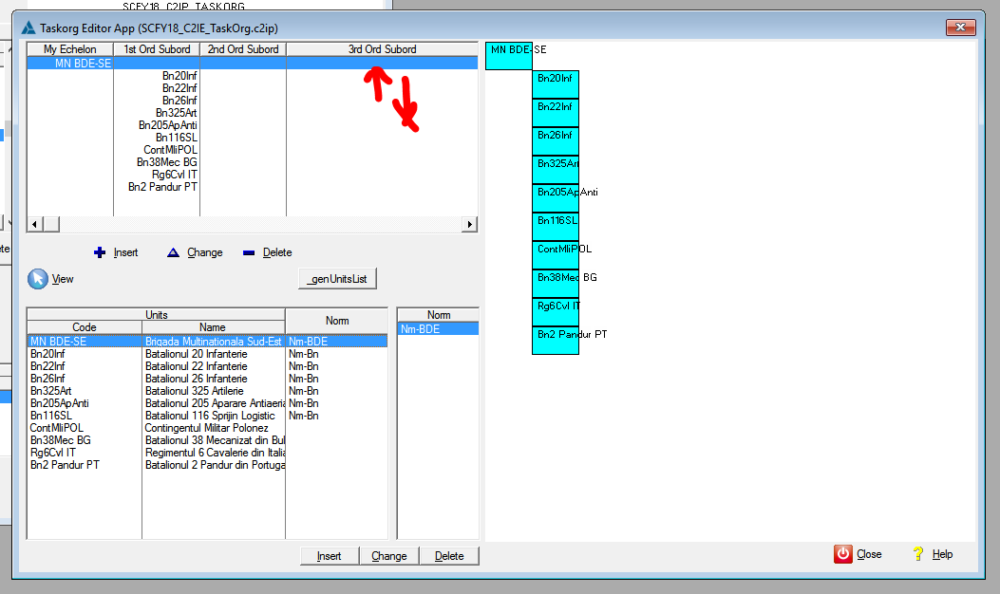 SCFY18_C2IP_TASKORG
Taskorg Editor App (SCFY18_C2IE_TaskOrg.c2ip)
My Echelon 1st Ord Subord 2nd Ord Subord 3rd Ord Subord
MN BDE-SE
Bn20Inf
Bn22Inf
Bn26Inf
Bn325Art
Bn205ApAnti
Bn116SL
ContMliPOL
Bn38Mec BG
Rg6Cvl IT
Bn2 Pandur PT
Insert Change Delete
View _genUnitsList
Units Norm
Code Name
MN BDE-SE Brigada Multinationala Sud-Est Nm-BDE
Bn20Inf Batalionul 20 Infanterie Nm-Bn
Bn22Inf Batalionul 22 Infanterie Nm-Bn
Bn26Inf Batalionul 26 Infanterie Nm-Bn
Bn325Art Batalionul 325 Artilerie Nm-Bn
Bn205ApAnti Batalionul 205 Aparare Antiaeria Nm-Bn
Bn116SL Batalionul 116 Sprijin Logistic Nm-Bn
ContMliPOL Contingentul Militar Polonez
Bn38Mec BG Batalionul 38 Mecanizat din Bul
Rg6Cvl IT Regimentul 6 Cavalerie din Italia
Bn2 Pandur PT Batalionul 2 Pandur din Portuga
Norm
Nm-BDE
Insert Change Delete
MN BDE-SE
Bn20Inf
Bn22Inf
Bn26Inf
Bn325Art
Bn205ApAnti
Bn116SL
ContMliPOL
Bn38Mec BG
Rg6Cvl IT
Bn2 Pandur PT
Close Help